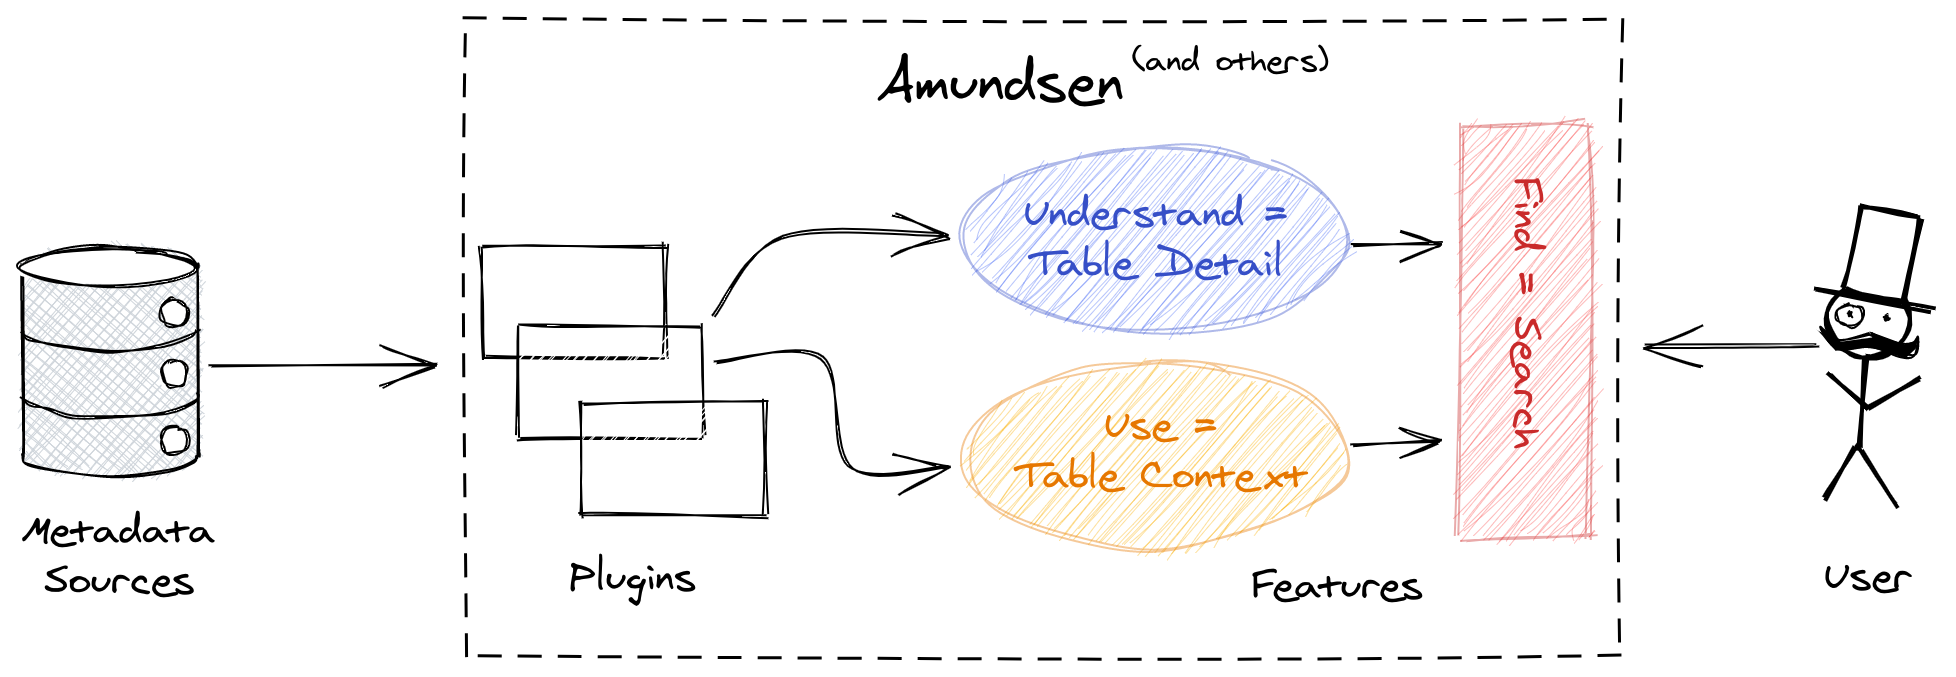 Amundsen (and others)
Understand =
Table Detail
Use =
Table Context
Find = Search
Metadata
Sources
Plugins
Features
User